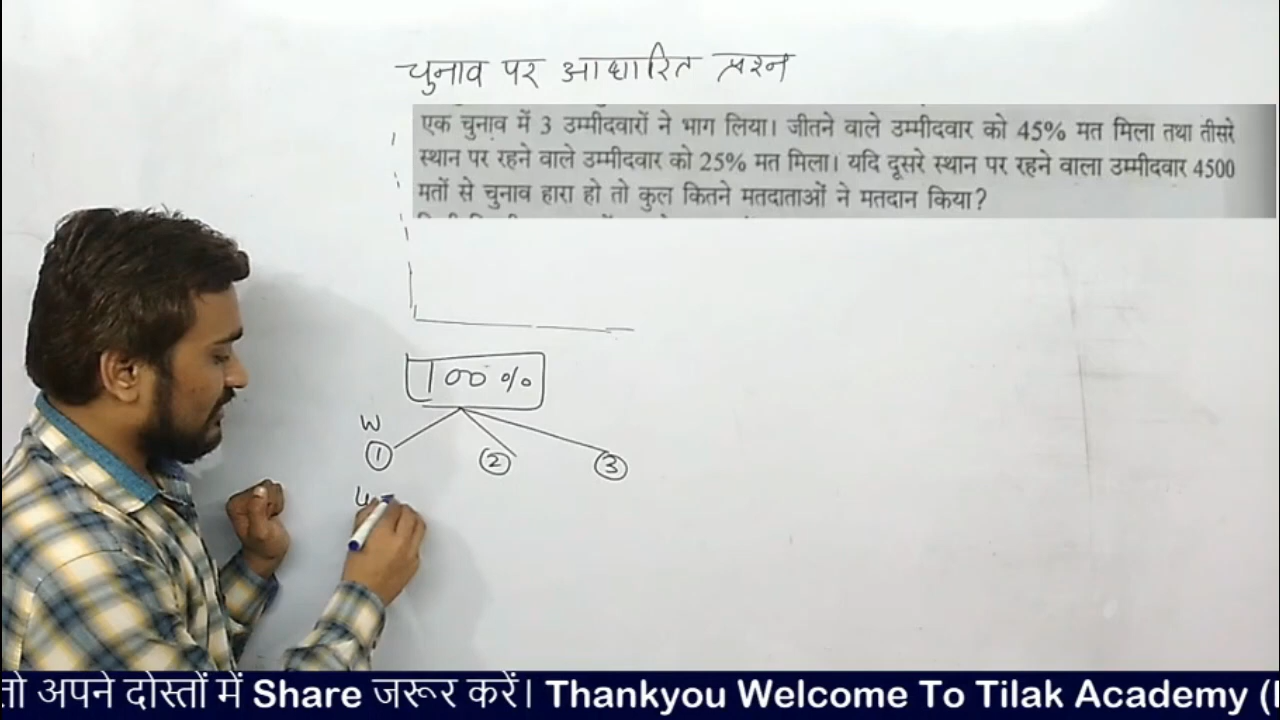 चुनाव पर आधारित प्रश्न
एक चुनाव में 3 उम्मीदवारों ने भाग लिया। जीतने वाले उम्मीदवार को 45% मत मिला तथा तीसरे
स्थान पर रहने वाले उम्मीदवार को 25% मत मिला। यदि दूसरे स्थान पर रहने वाला उम्मीदवार 4500
मतों से चुनाव हारा हो तो कुल कितने मतदाताओं ने मतदान किया?
100%
W
1 2 3
4
तो अपने दोस्तों में Share जरूर करें। Thankyou Welcome To Tilak Academy (